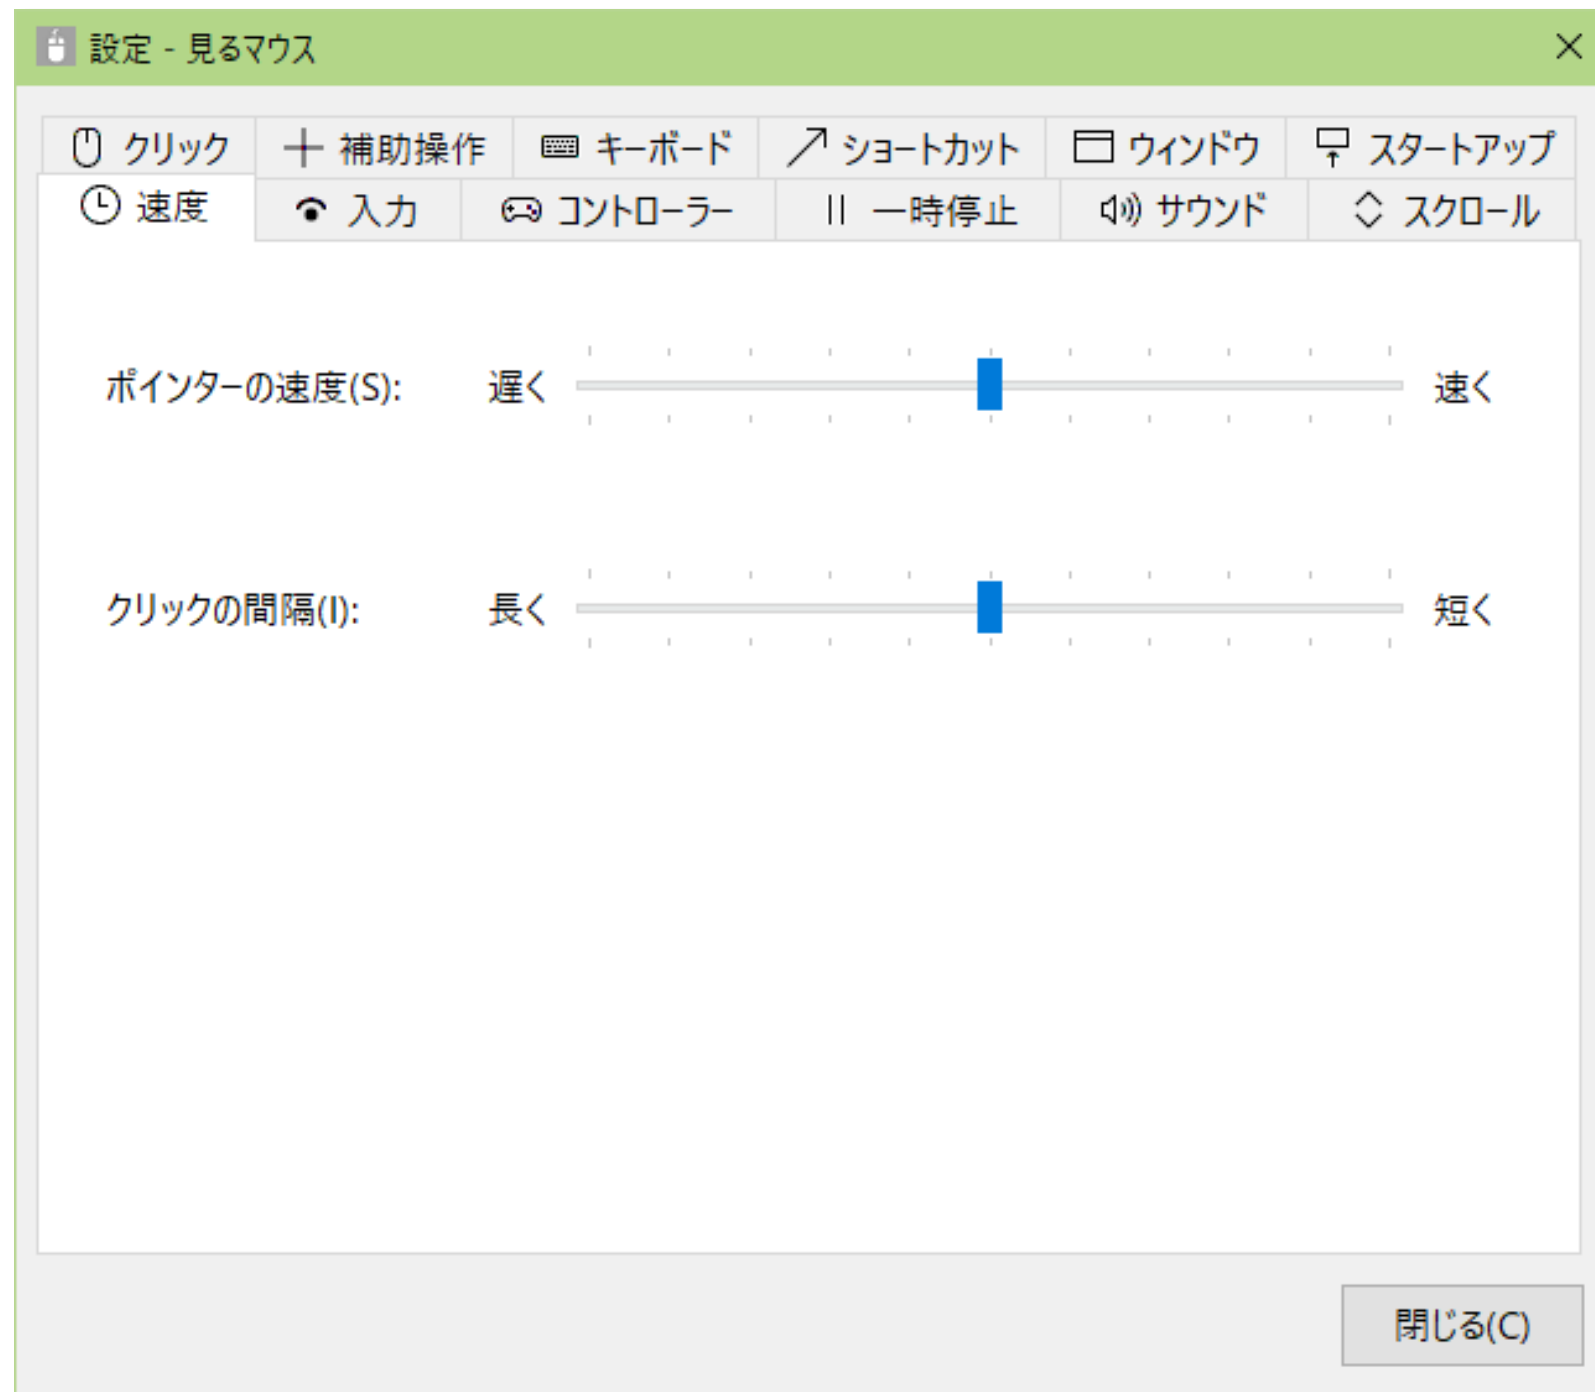 設定 - 見るマウス
クリック 補助操作 キーボード ショートカット ウィンドウ スタートアップ
速度 入力 コントローラー 一時停止 サウンド スクロール
ポインターの速度(S): 遅く 速く
クリックの間隔(I): 長く 短く
閉じる(C)